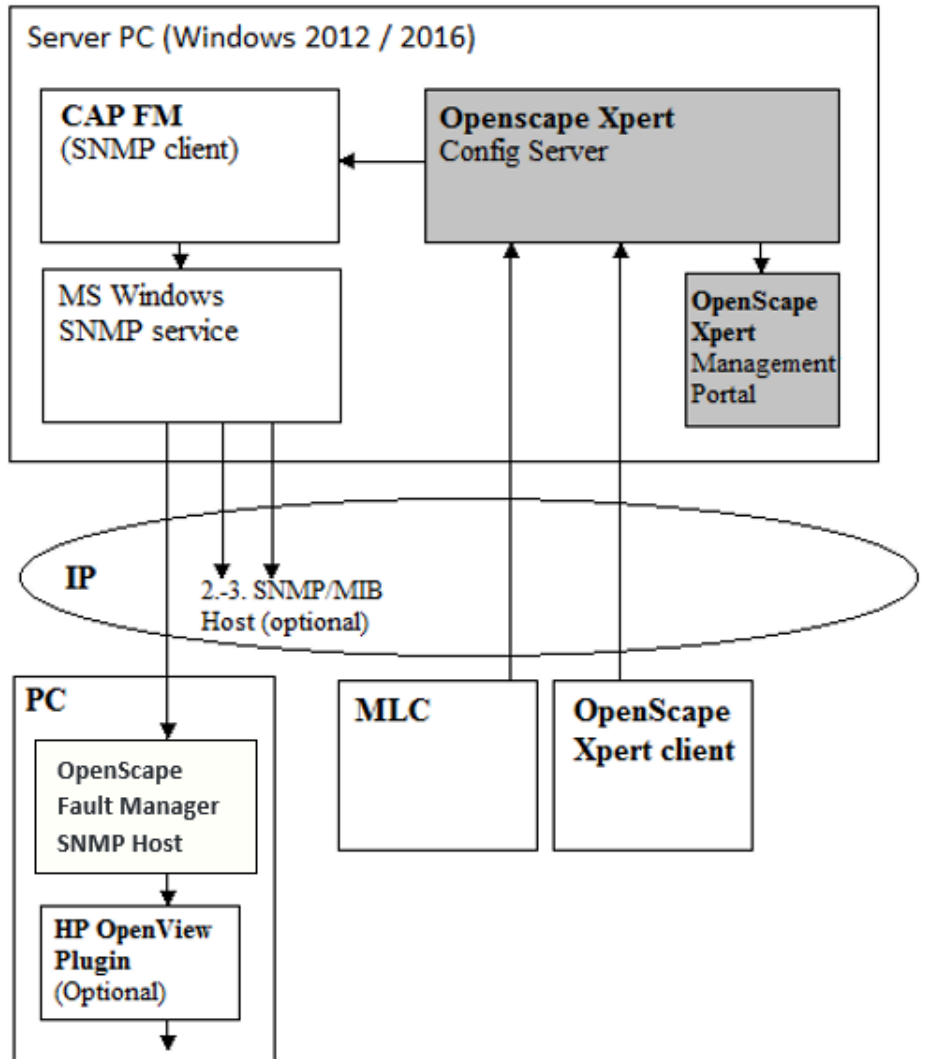 Server PC (Windows 2012 / 2016)
CAP FM
(SNMP client)
Openscape Xpert
Config Server
MS Windows
SNMP service
OpenScape
Xpert
Management
Portal
IP
2.-3. SNMP/MIB
Host (optional)
PC
OpenScape
Fault Manager
SNMP Host
HP OpenView
Plugin
(Optional)
MLC
OpenScape
Xpert client